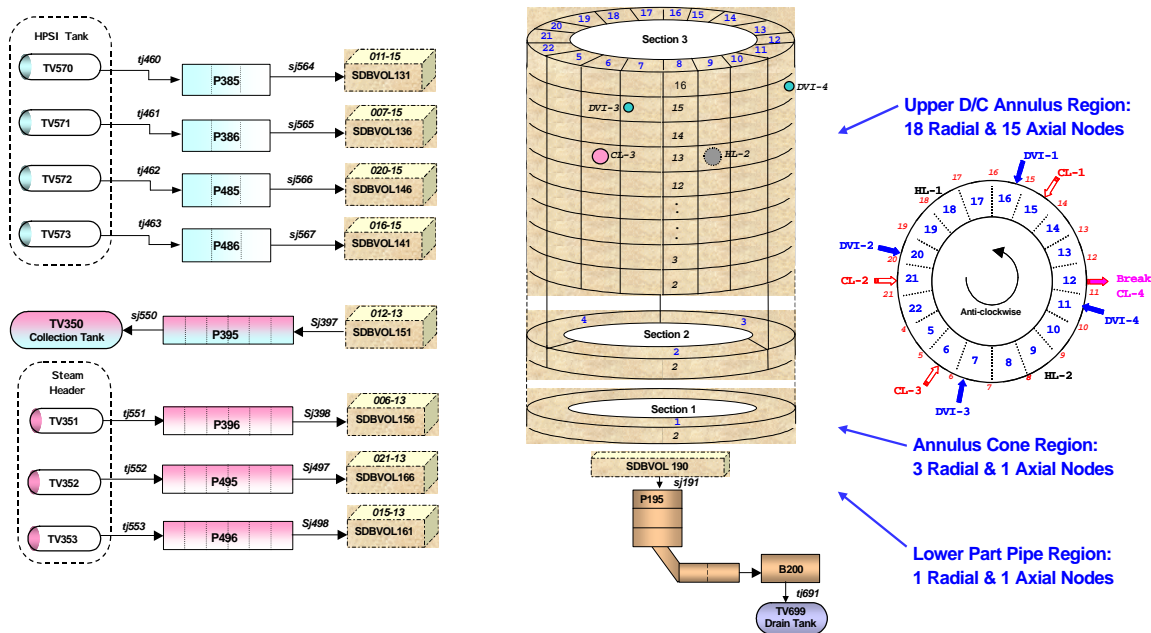 HPSI Tank
TV570
tj460
P385
sj564
011-15
SDBVOL131
TV571
tj461
P386
sj565
007-15
SDBVOL136
TV572
tj462
P485
sj566
020-15
SDBVOL146
TV573
tj463
P486
sj567
016-15
SDBVOL141
TV350
Collection Tank
sj550
P395
Sj397
012-13
SDBVOL151
Steam
Header
TV351
tj551
P396
Sj398
006-13
SDBVOL156
TV352
tj552
P495
Sj497
021-13
SDBVOL166
TV353
tj553
P496
Sj498
015-13
SDBVOL161
19 18 17 16 15 14
20 13
21 12
22 11
5 6 7 8 9 10
Section 3
16
DVI-4
DVI-3
15
14
CL-3
13
HL-2
12
3
2
4 3
Section 2
2
2
Section 1
1
2
SDBVOL 190
sj191
P195
B200
tj691
TV699
Drain Tank
Upper D/C Annulus Region:
18 Radial & 15 Axial Nodes
DVI-1
CL-1
HL-1
17 16 15
18 14
19 13
20 12
21 11
4 10
5 9
6 7 8
17 16
18 15
19 14
20 13
21 12
22 11
5 10
6 9
7 8
DVI-2
CL-2
Break
CL-4
DVI-4
Anti-clockwise
CL-3
HL-2
DVI-3
Annulus Cone Region:
3 Radial & 1 Axial Nodes
Lower Part Pipe Region:
1 Radial & 1 Axial Nodes